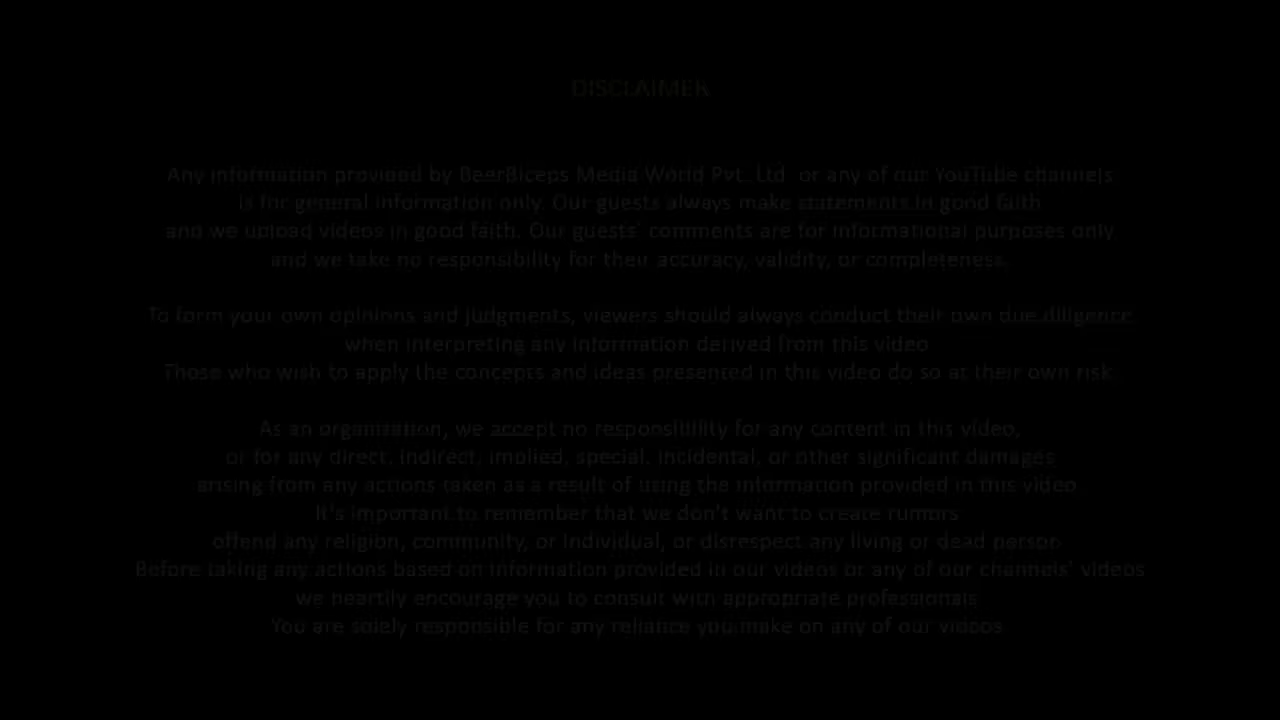 DISCLAIMER
Any information provided by BeerBiceps Media World Pvt. Ltd. or any of our YouTube channels
is for general information only. Our guests always make statements in good faith
and we upload videos in good faith. Our guests' comments are for informational purposes only
and we take no responsibility for their accuracy, validity, or completeness.
To form your own opinions and judgments, viewers should always conduct their own due diligence
when interpreting any information derived from this video
Those who wish to apply the concepts and ideas presented in this video do so at their own risk.
As an organisation, we accept no responsibility for any content in this video,
or for any direct, indirect, implied, special, incidental, or other significant damages
arising from any actions taken as a result of using the information provided in this video
It's important to remember that we don't want to create rumors
offend any religion, community, or individual, or disrespect any living or dead person
Before taking any actions based on information provided in our videos or any of our channels' videos
we heartily encourage you to consult with appropriate professionals
You are solely responsible for any reliance you make on any of our videos